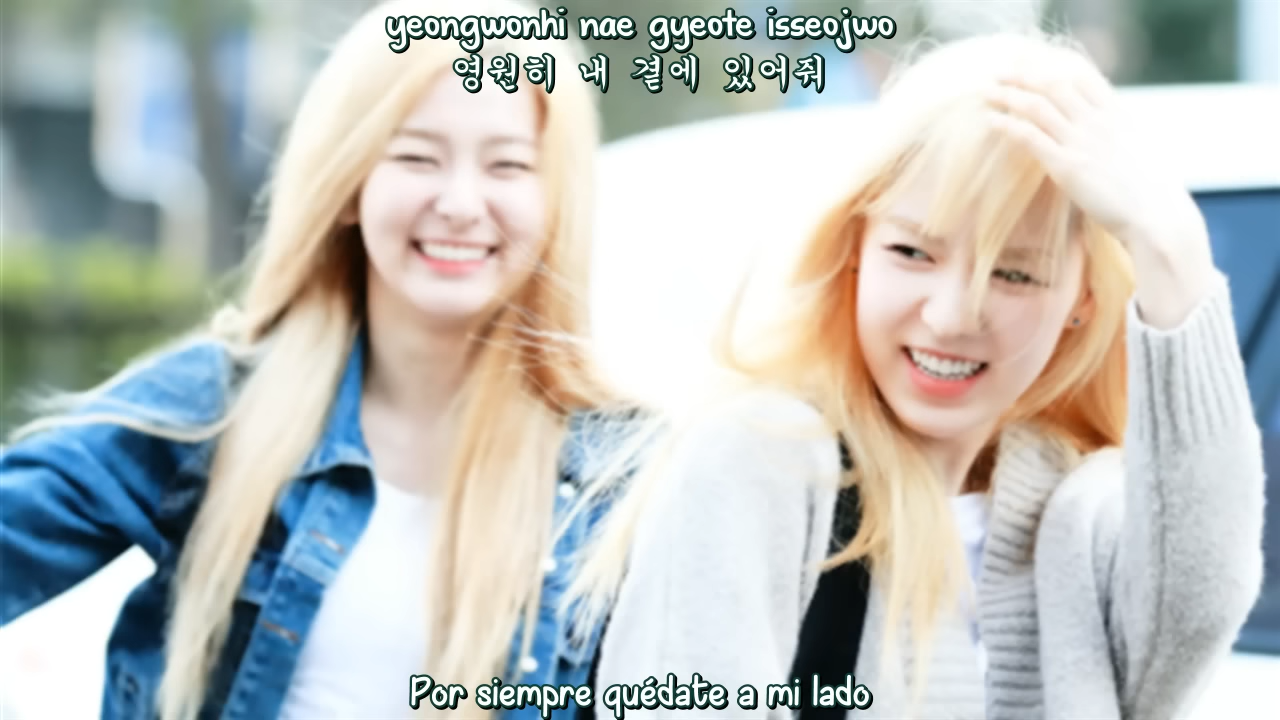 yeongwonhi nae gyeote isseojwo
영원히 내 곁에 있어줘
Por siempre quédate a mi lado